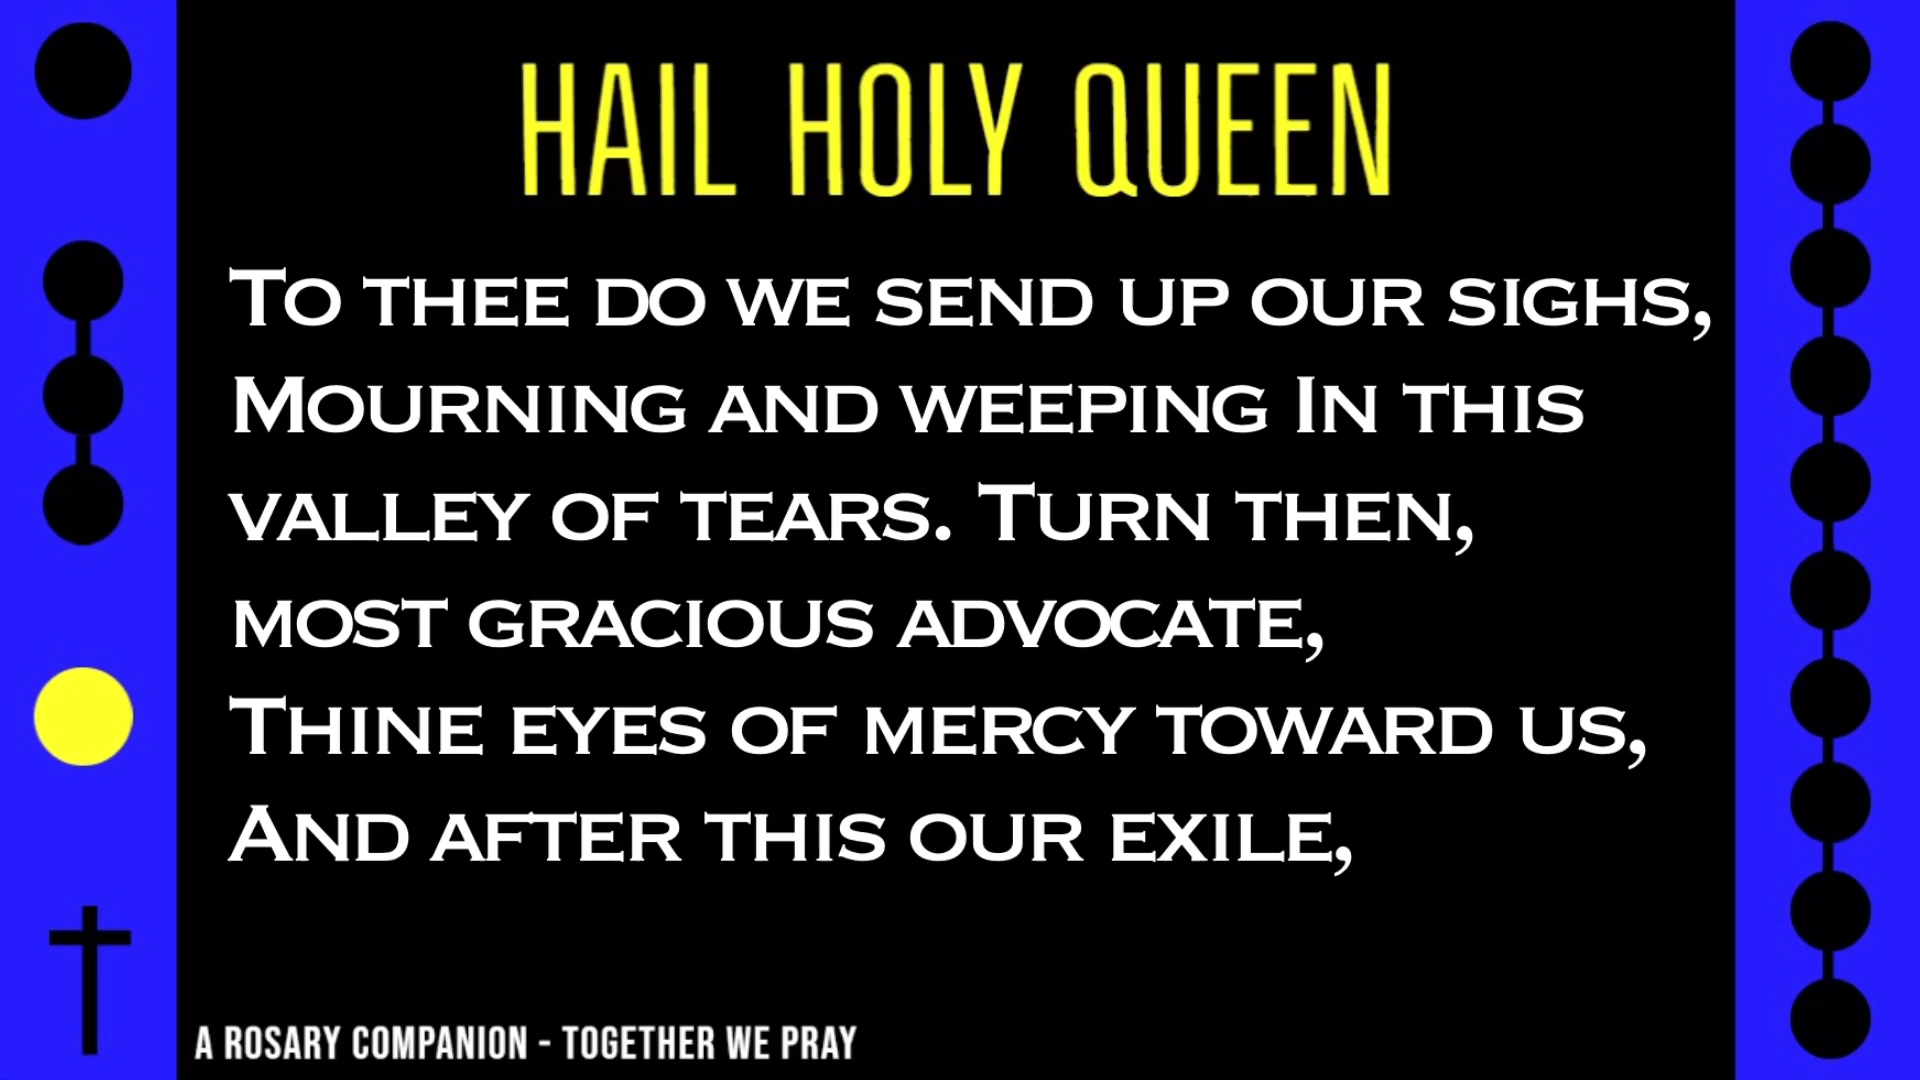 HAIL HOLY QUEEN
To thee do we send up our sighs,
Mourning and weeping In this
valley of tears. Turn then,
most gracious advocate,
Thine eyes of mercy toward us,
And after this our exile,
A ROSARY COMPANION - TOGETHER WE PRAY